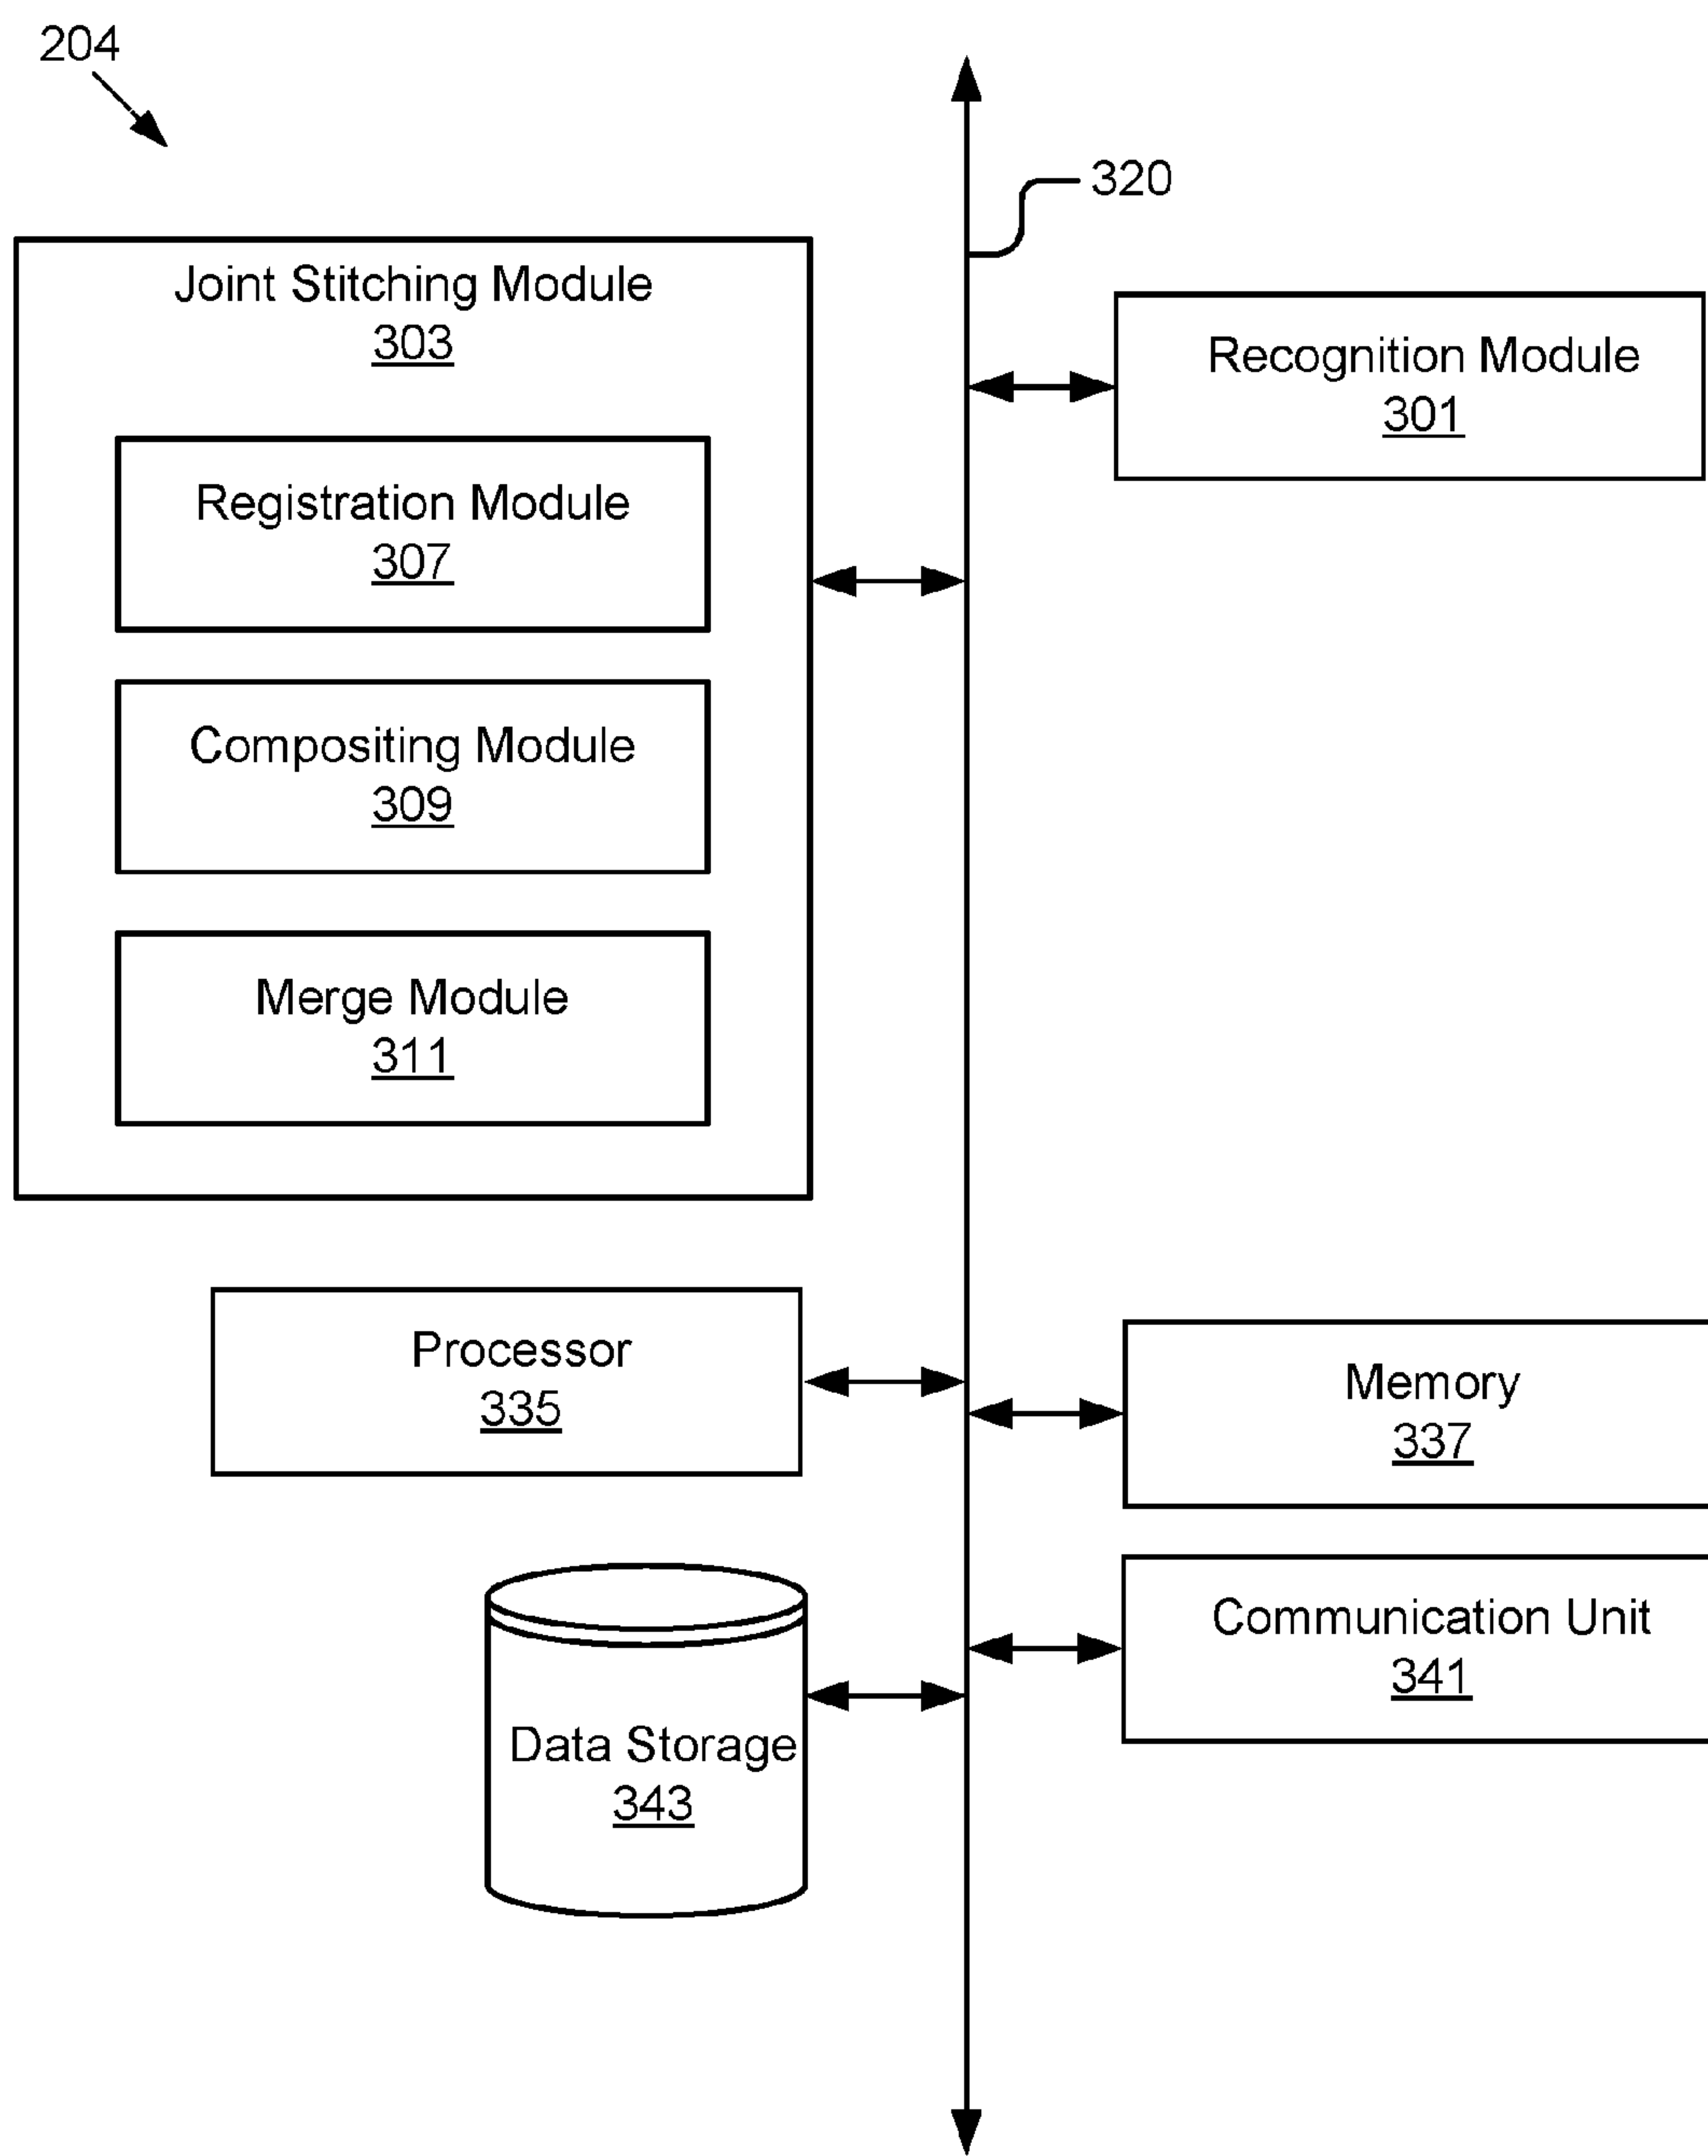 204
320
Joint Stitching Module
303
Recognition Module
301
Registration Module
307
Compositing Module
309
Merge Module
311
Processor
335
Memory
337
Communication Unit
341
Data Storage
343